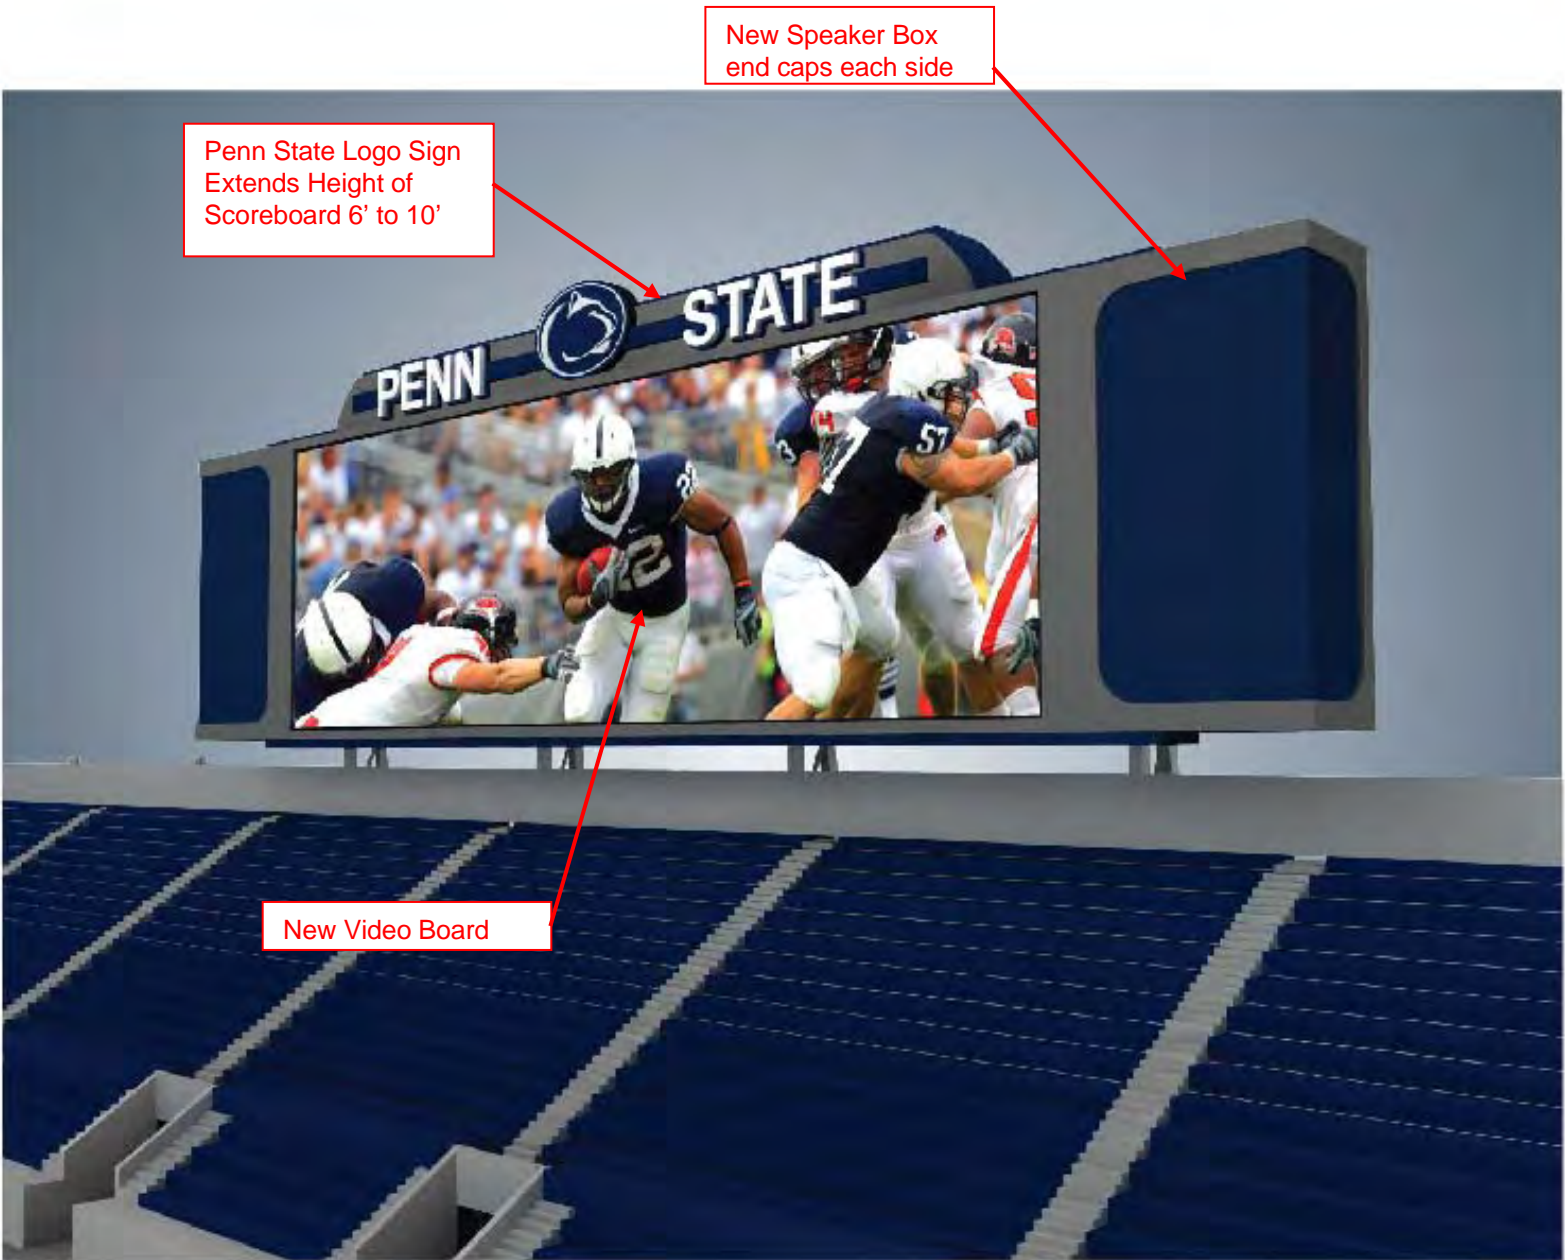 New Speaker Box
end caps each side
Penn State Logo Sign
Extends Height of
Scoreboard 6’ to 10’
PENN STATE
57
22
22
New Video Board